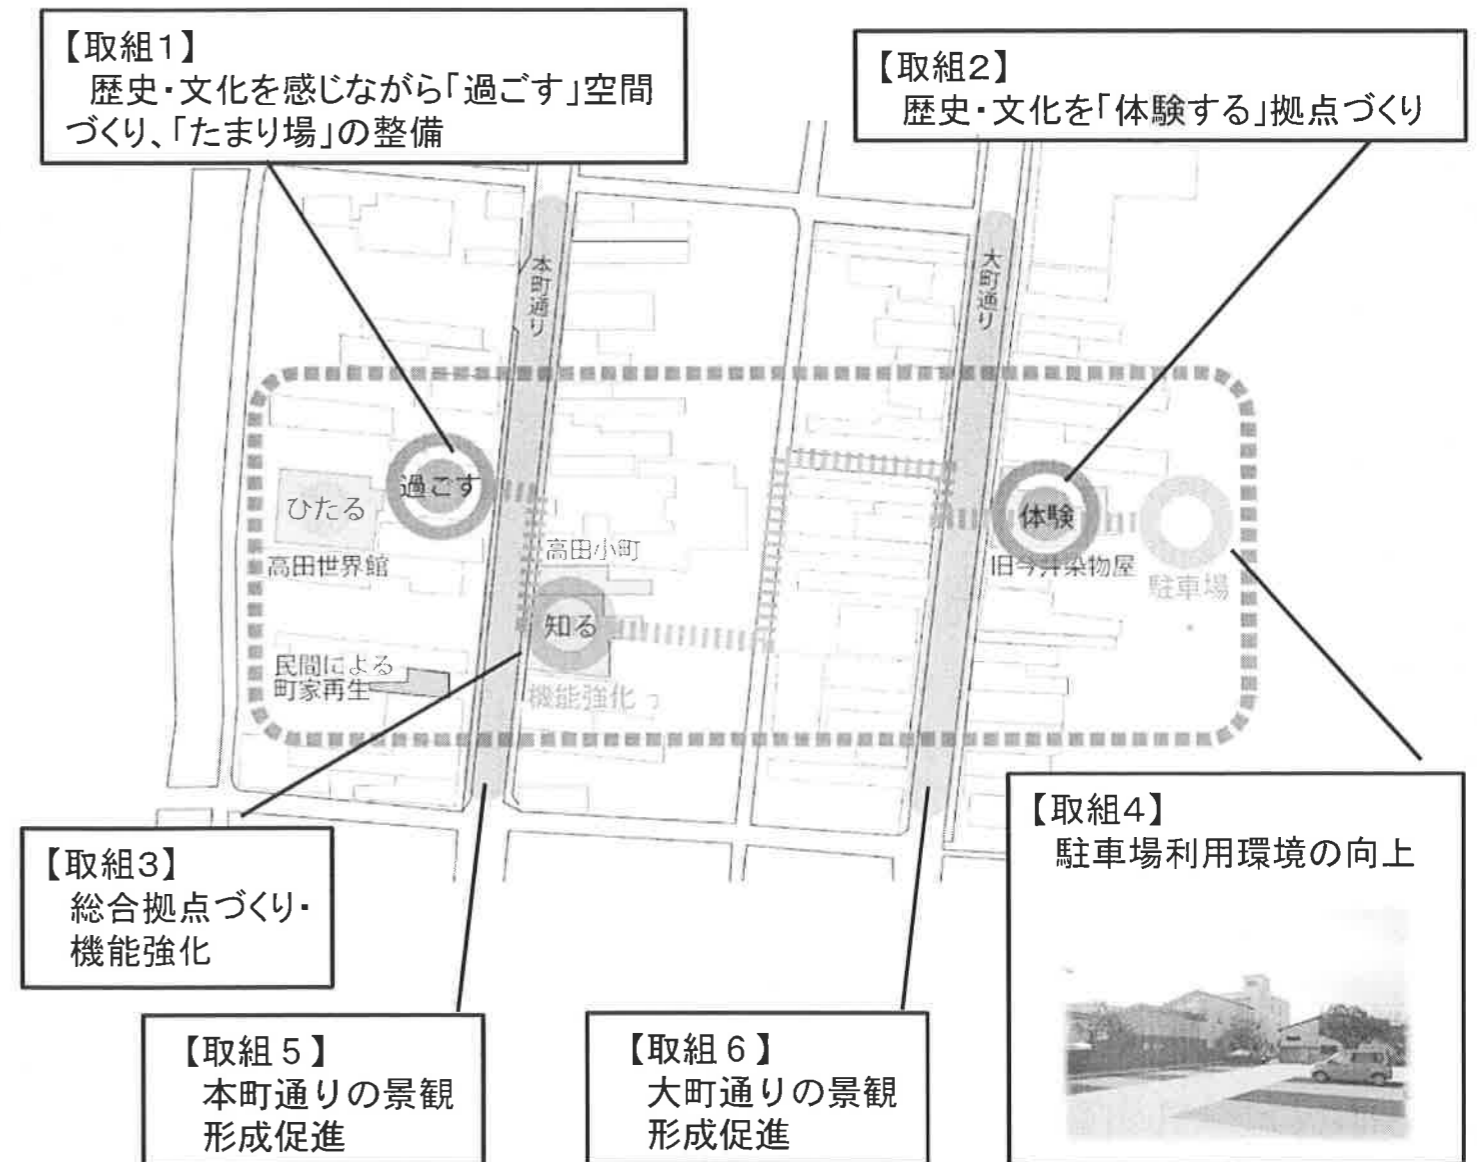 【取組1】
歴史・文化を感じながら「過ごす」空間
づくり、「たまり場」の整備
【取組2】
歴史・文化を「体験する」拠点づくり
本町通り
大町通り
過ごす
ひたる
高田世界館
高田小町
知る
機能強化
民間による
町家再生
体験
旧今井染物屋
駐車場
【取組3】
総合拠点づくり・
機能強化
【取組4】
駐車場利用環境の向上
【取組5】
本町通りの景観
形成促進
【取組6】
大町通りの景観
形成促進